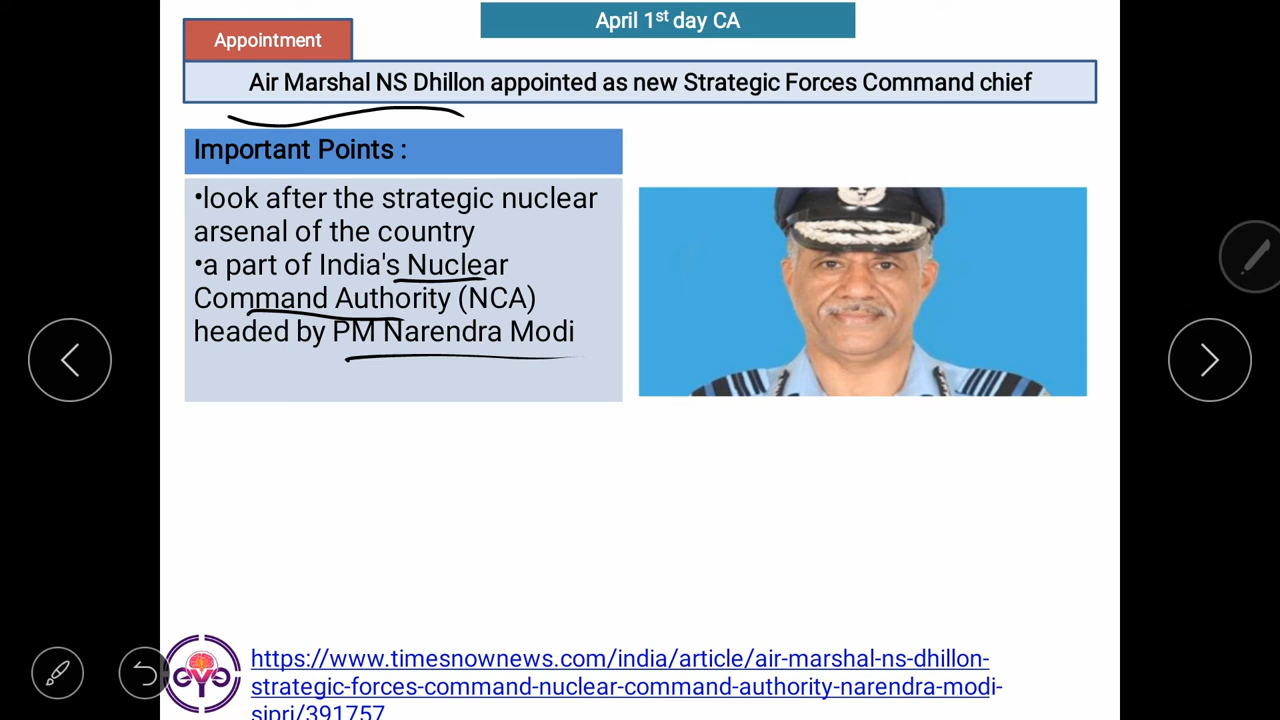 April 1st day CA
Appointment
Air Marshal NS Dhillon appointed as new Strategic Forces Command chief
Important Points :
•look after the strategic nuclear
arsenal of the country
•a part of India's Nuclear
Command Authority (NCA)
headed by PM Narendra Modi
https://www.timesnownews.com/india/article/air-marshal-ns-dhillon-
strategic-forces-command-nuclear-command-authority-narendra-modi-
sipri/391757